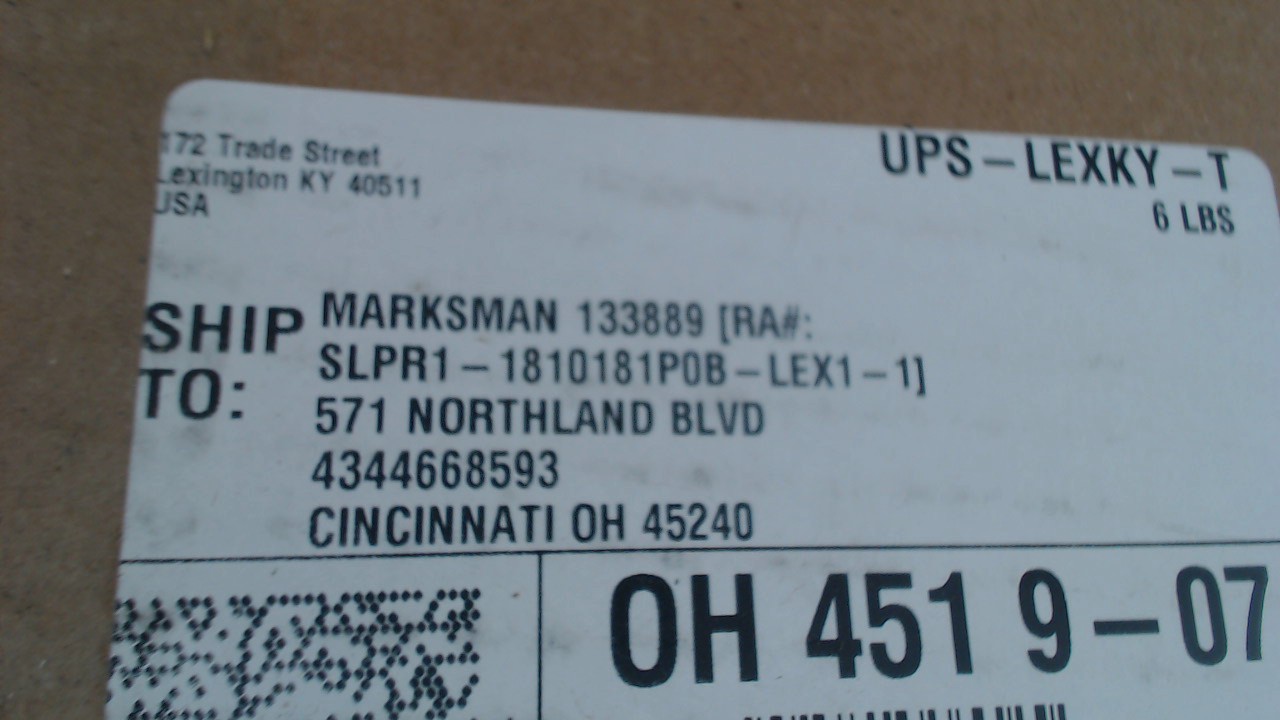 172 Trade Street
Lexington KY 40511
USA
UPS-LEXKY-T
6 LBS
SHIP TO:
MARKSMAN 133889 [RA#:
SLPR1-1810181P0B-LEX1-1]
571 NORTHLAND BLVD
4344668593
CINCINNATI OH 45240
OH 451 9-07